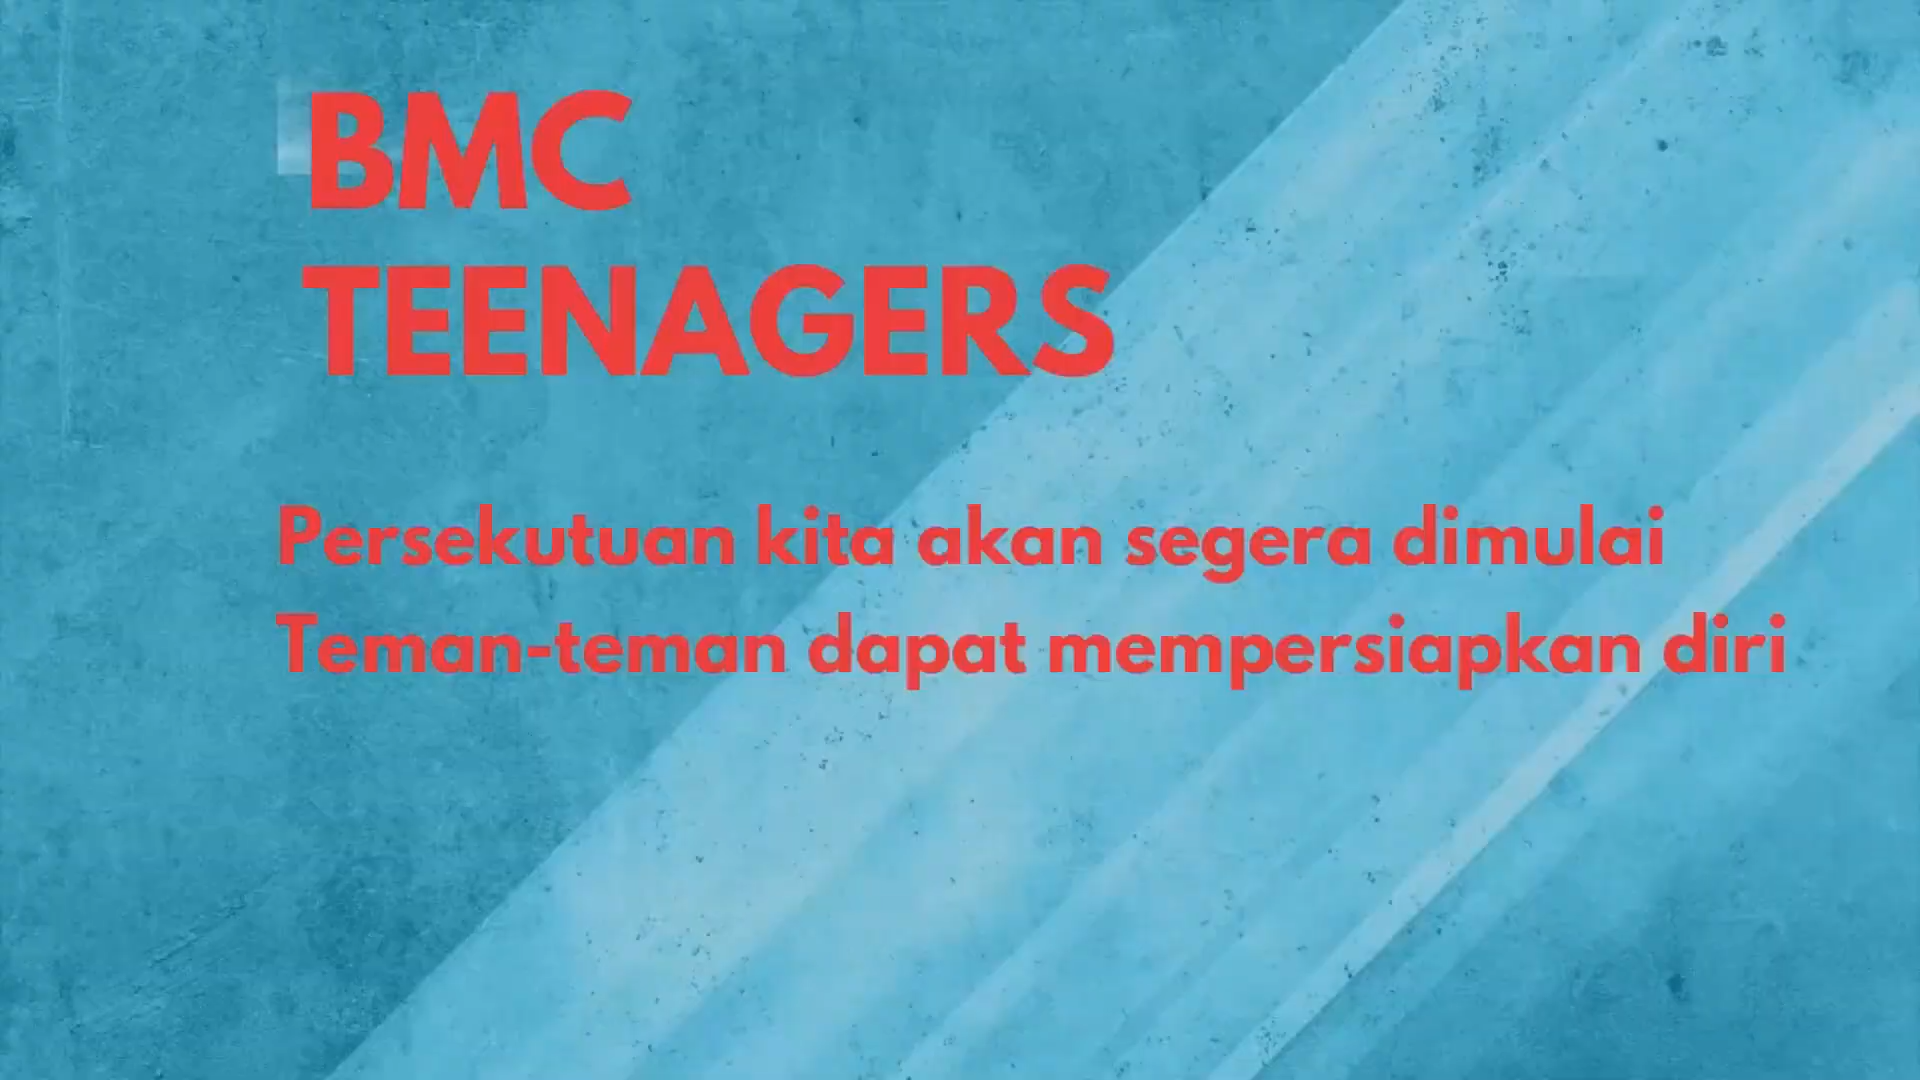 BMC
TEENAGERS
Persekutuan kita akan segera dimulai
Teman-teman dapat mempersiapkan diri